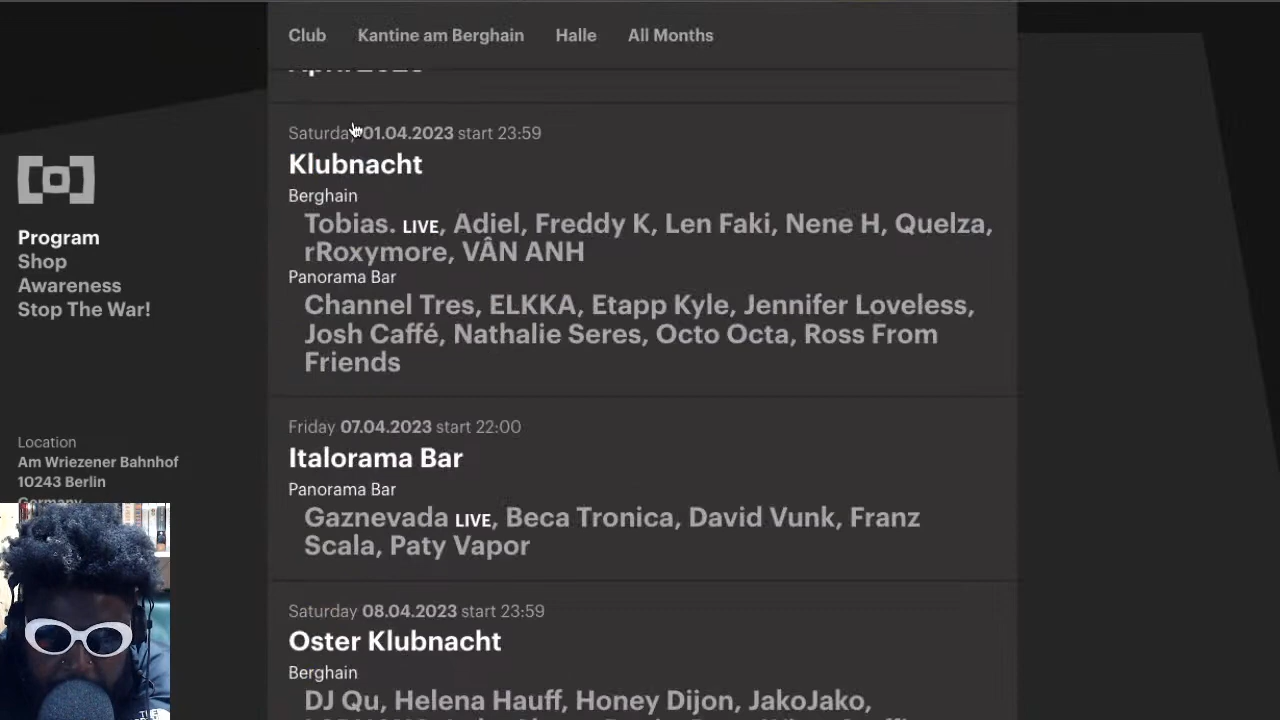 Club Kantine am Berghain Halle All Months
April 2023
Saturday 01.04.2023 start 23:59
Klubnacht
Berghain
Tobias. LIVE, Adiel, Freddy K, Len Faki, Nene H, Quelza,
rRoxymore, VÂN ANH
Panorama Bar
Channel Tres, ELKKA, Etapp Kyle, Jennifer Loveless,
Josh Caffé, Nathalie Seres, Octo Octa, Ross From
Friends
Friday 07.04.2023 start 22:00
Italorama Bar
Panorama Bar
Gaznevada LIVE, Beca Tronica, David Vunk, Franz
Scala, Paty Vapor
Saturday 08.04.2023 start 23:59
Oster Klubnacht
Berghain
DJ Qu, Helena Hauff, Honey Dijon, JakoJako,
Program
Shop
Awareness
Stop The War!
Location
Am Wriezener Bahnhof
10243 Berlin
Germany
THE